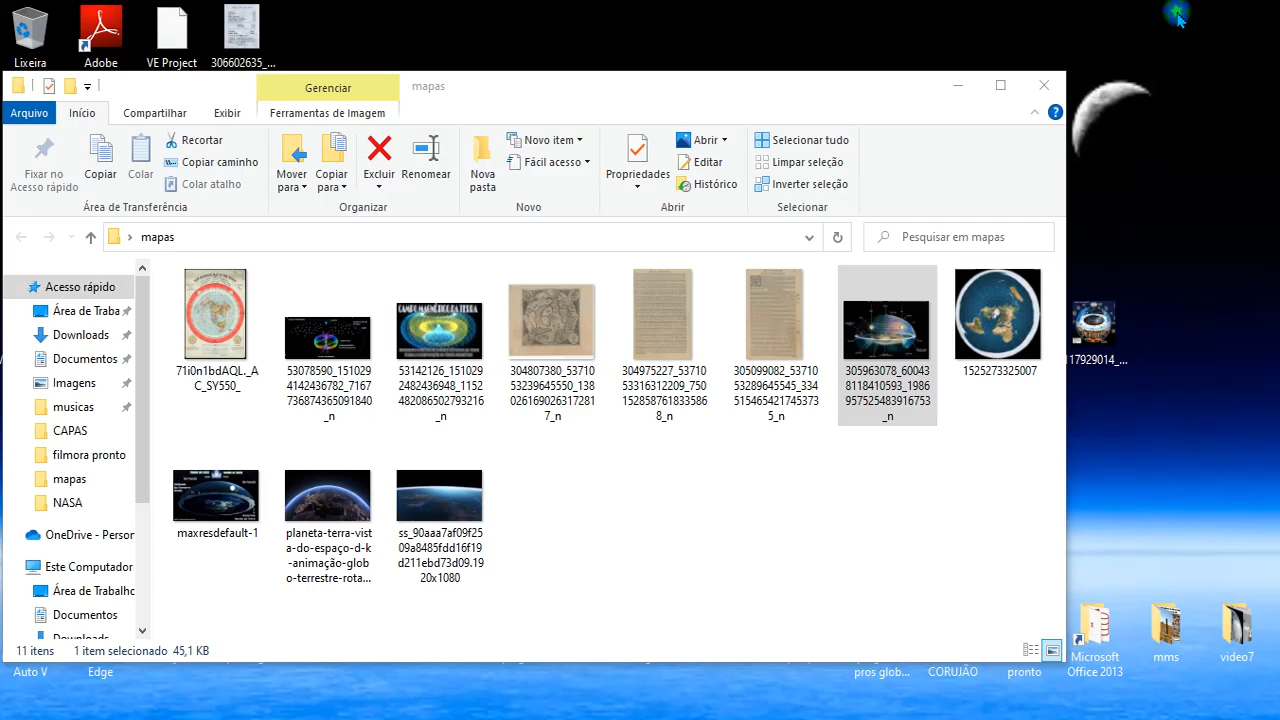 Lixeira
Adobe
VE Project
306602635_...
Gerenciar
mapas
Arquivo
Início
Compartilhar
Exibir
Ferramentas de Imagem
Fixar no
Acesso rápido
Copiar
Colar
Recortar
Copiar caminho
Colar atalho
Mover
para
Copiar
para
Excluir
Renomear
Nova
pasta
Novo item
Fácil acesso
Propriedades
Abrir
Editar
Histórico
Selecionar tudo
Limpar seleção
Inverter seleção
Área de Transferência
Organizar
Novo
Abrir
Selecionar
mapas
Pesquisar em mapas
Acesso rápido
Área de Traba
Downloads
Documentos
Imagens
musicas
CAPAS
filmora pronto
mapas
NASA
OneDrive - Person
Este Computador
Área de Trabalho
Documentos
Downloads
CAMPO MAGNÉTICO DA TERRA
71i0n1bdAQL._A
C_SY550_
53078590_151029
4142436782_7167
736874365091840
_n
53142126_151029
2482436948_1152
482086502793216
_n
304807380_53710
53239645550_138
026169026317281
7_n
304975227_53710
53316312209_750
152858761833586
8_n
305099082_53710
53289645545_334
515465421745373
5_n
305963078_60043
8118410593_1986
957525483916753
_n
1525273325007
117929014_...
maxresdefault-1
planeta-terra-vist
a-do-espaço-d-k
-animação-glob
o-terrestre-rota...
ss_90aaa7af09f25
09a8485fdd16f19
d211ebd73d09.19
20x1080
11 itens
1 item selecionado 45,1 KB
Auto V
Edge
pros glob...
CORUJÃO
pronto
Microsoft
Office 2013
mms
video7